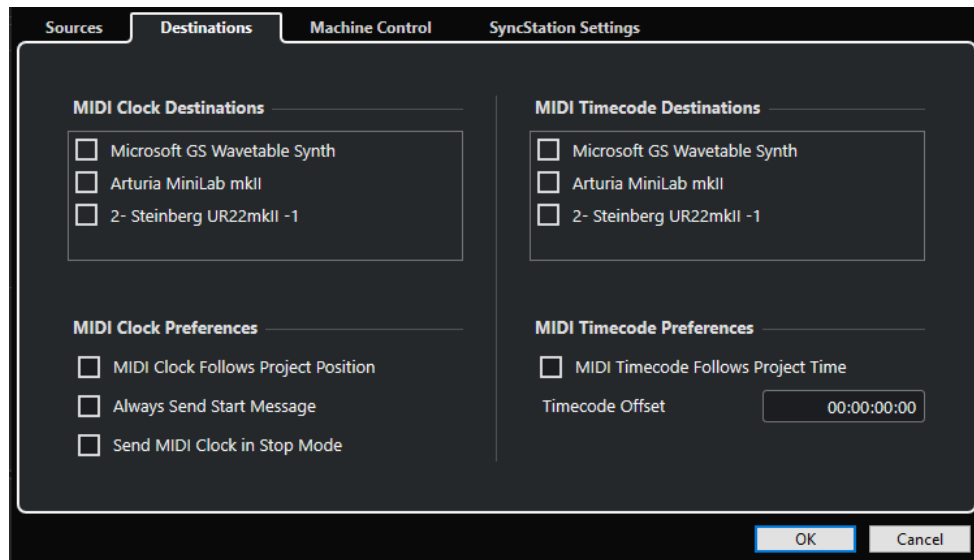 Sources
Destinations
Machine Control
SyncStation Settings
MIDI Clock Destinations
Microsoft GS Wavetable Synth
Arturia MiniLab mkII
2- Steinberg UR22mkII -1
MIDI Timecode Destinations
Microsoft GS Wavetable Synth
Arturia MiniLab mkII
2- Steinberg UR22mkII -1
MIDI Clock Preferences
MIDI Clock Follows Project Position
Always Send Start Message
Send MIDI Clock in Stop Mode
MIDI Timecode Preferences
MIDI Timecode Follows Project Time
Timecode Offset
00:00:00:00
OK
Cancel